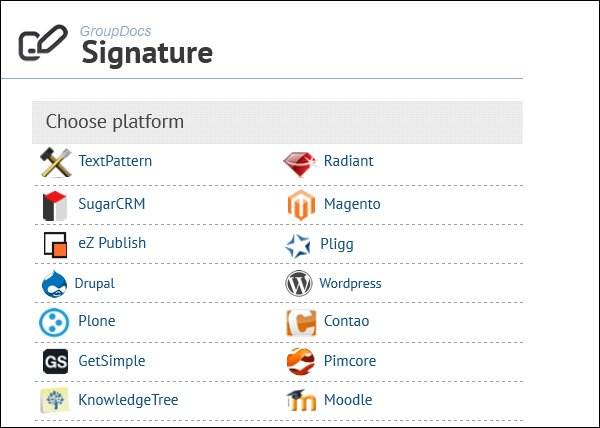 GroupDocs
Signature
Choose platform
TextPattern Radiant
SugarCRM Magento
eZ Publish Pligg
Drupal Wordpress
Plone Contao
GS GetSimple Pimcore
KnowledgeTree Moodle